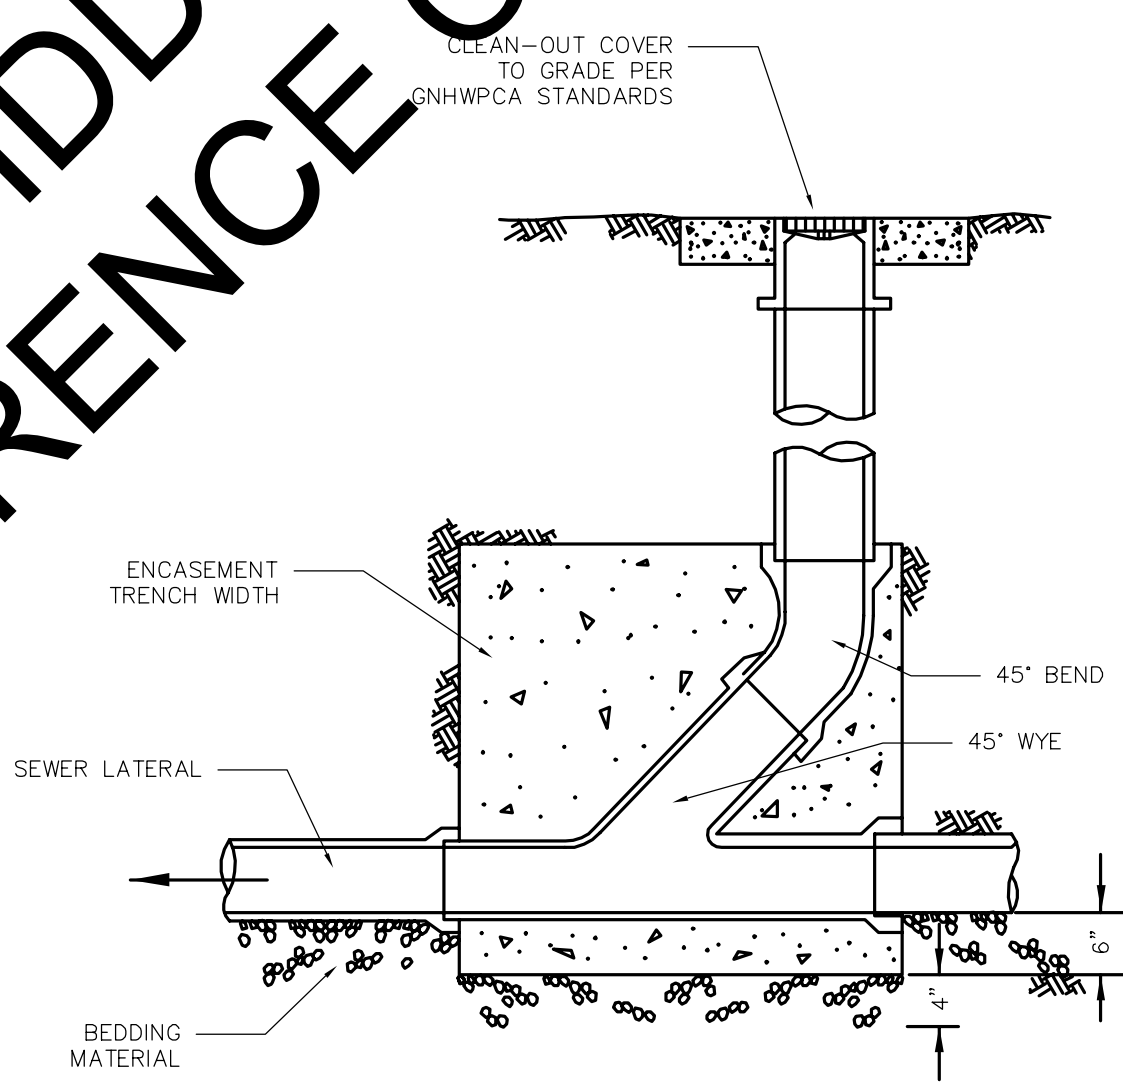 CLEAN-OUT COVER
TO GRADE PER
GNHWPCA STANDARDS
ENCASEMENT
TRENCH WIDTH
45° BEND
45° WYE
SEWER LATERAL
6"
4"
BEDDING
MATERIAL